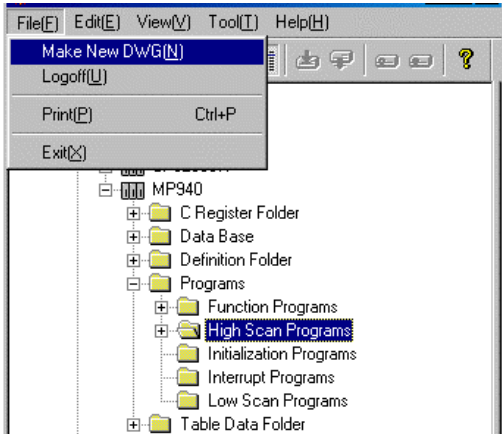 File(F) Edit(E) View(V) Tool(T) Help(H)
Make New DWG(N)
Logoff(U)
Print(P) Ctrl+P
Exit(X)
MP940
C Register Folder
Data Base
Definition Folder
Programs
Function Programs
High Scan Programs
Initialization Programs
Interrupt Programs
Low Scan Programs
Table Data Folder